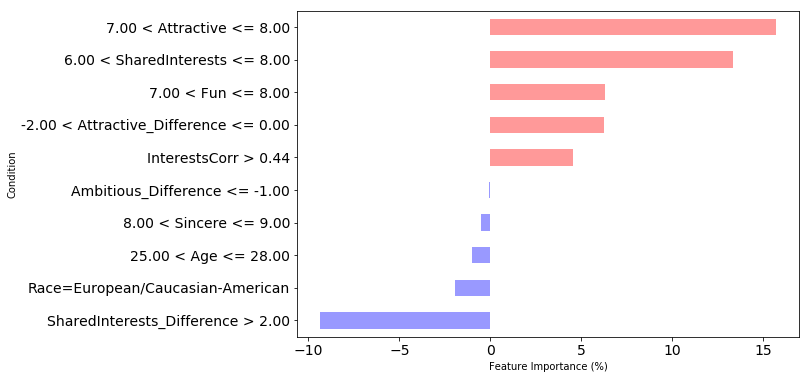 7.00 < Attractive <= 8.00
6.00 < SharedInterests <= 8.00
7.00 < Fun <= 8.00
-2.00 < Attractive_Difference <= 0.00
InterestsCorr > 0.44
Ambitious_Difference <= -1.00
8.00 < Sincere <= 9.00
25.00 < Age <= 28.00
Race=European/Caucasian-American
SharedInterests_Difference > 2.00
Condition
−10 −5 0 5 10 15
Feature Importance (%)